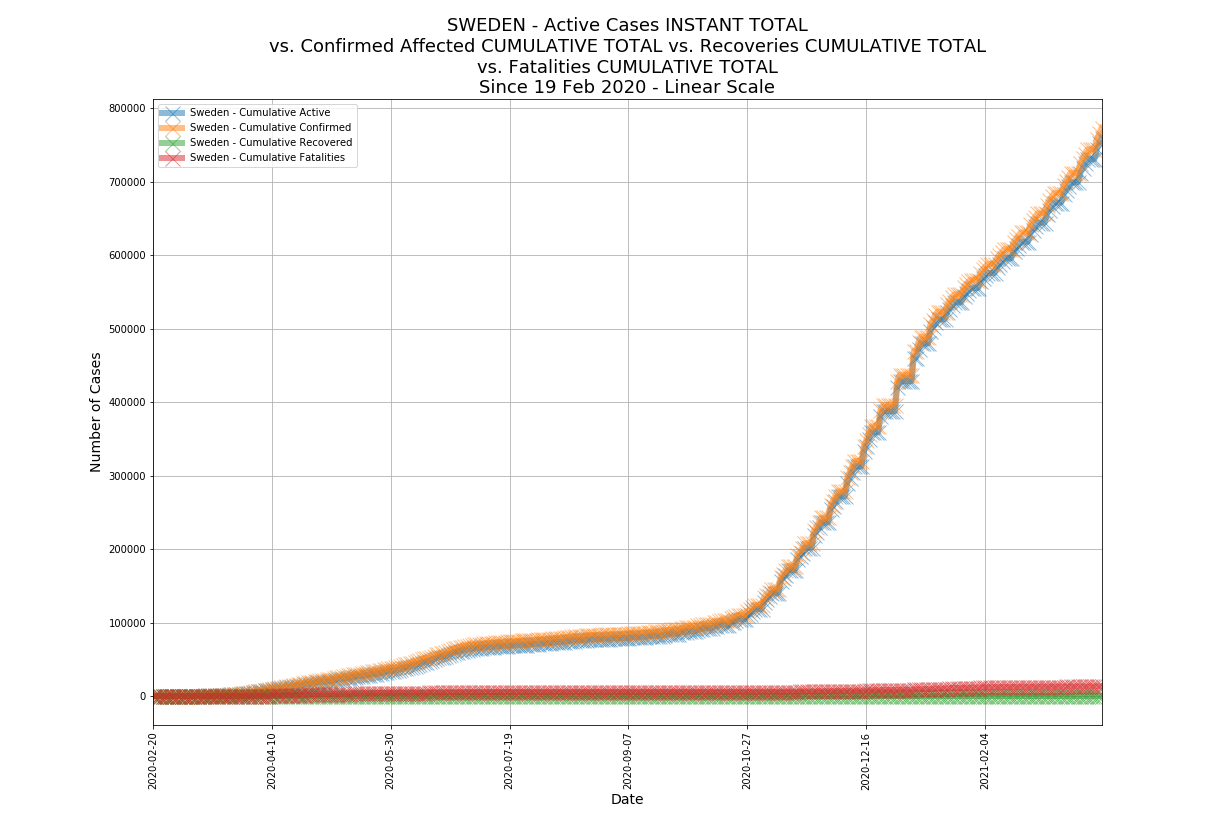 SWEDEN - Active Cases INSTANT TOTAL
vs. Confirmed Affected CUMULATIVE TOTAL vs. Recoveries CUMULATIVE TOTAL
vs. Fatalities CUMULATIVE TOTAL
Since 19 Feb 2020 - Linear Scale
Sweden - Cumulative Active
Sweden - Cumulative Confirmed
Sweden - Cumulative Recovered
Sweden - Cumulative Fatalities
Number of Cases
800000
700000
600000
500000
400000
300000
200000
100000
0
2020-02-20
2020-04-10
2020-05-30
2020-07-19
2020-09-07
2020-10-27
2020-12-16
2021-02-04
Date